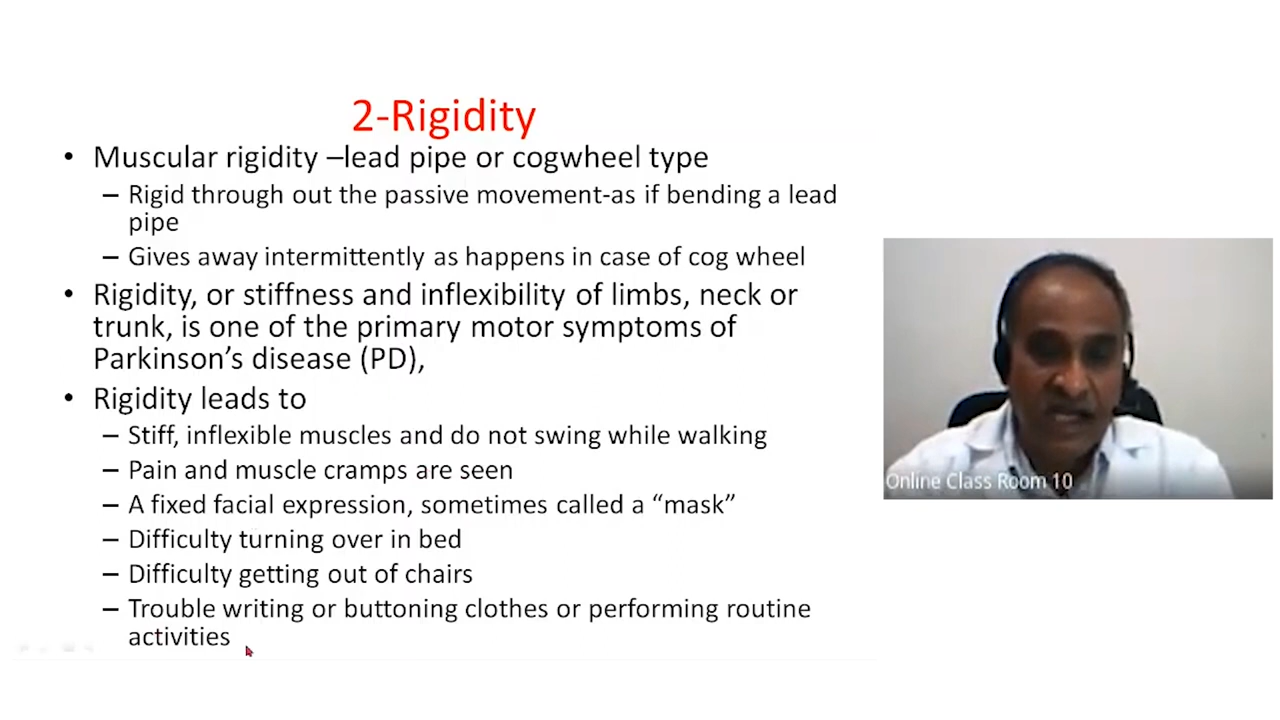 2-Rigidity
• Muscular rigidity –lead pipe or cogwheel type
– Rigid through out the passive movement-as if bending a lead
pipe
– Gives away intermittently as happens in case of cog wheel
• Rigidity, or stiffness and inflexibility of limbs, neck or
trunk, is one of the primary motor symptoms of
Parkinson’s disease (PD),
• Rigidity leads to
– Stiff, inflexible muscles and do not swing while walking
– Pain and muscle cramps are seen
– A fixed facial expression, sometimes called a “mask”
– Difficulty turning over in bed
– Difficulty getting out of chairs
– Trouble writing or buttoning clothes or performing routine
activities
Online Class Room 10